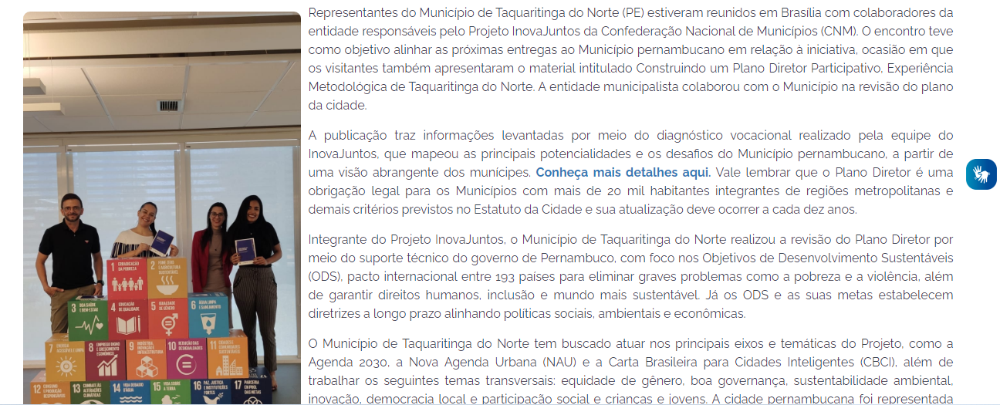 Representantes do Município de Taquaritinga do Norte (PE) estiveram reunidos em Brasília com colaboradores da
entidade responsáveis pelo Projeto InovaJuntos da Confederação Nacional de Municípios (CNM). O encontro teve
como objetivo alinhar as próximas entregas ao Município pernambucano em relação à iniciativa, ocasião em que
os visitantes também apresentaram o material intitulado Construindo um Plano Diretor Participativo, Experiência
Metodológica de Taquaritinga do Norte. A entidade municipalista colaborou com o Município na revisão do plano
da cidade.
A publicação traz informações levantadas por meio do diagnóstico vocacional realizado pela equipe do
InovaJuntos, que mapeou as principais potencialidades e os desafios do Município pernambucano, a partir de
uma visão abrangente dos munícipes. Conheça mais detalhes aqui. Vale lembrar que o Plano Diretor é uma
obrigação legal para os Municípios com mais de 20 mil habitantes integrantes de regiões metropolitanas e
demais critérios previstos no Estatuto da Cidade e sua atualização deve ocorrer a cada dez anos.
Integrante do Projeto InovaJuntos, o Município de Taquaritinga do Norte realizou a revisão do Plano Diretor por
meio do suporte técnico do governo de Pernambuco, com foco nos Objetivos de Desenvolvimento Sustentáveis
(ODS), pacto internacional entre 193 países para eliminar graves problemas como a pobreza e a violência, além
de garantir direitos humanos, inclusão e mundo mais sustentável. Já os ODS e as suas metas estabelecem
diretrizes a longo prazo alinhando políticas sociais, ambientais e econômicas.
O Município de Taquaritinga do Norte tem buscado atuar nos principais eixos e temáticas do Projeto, como a
Agenda 2030, a Nova Agenda Urbana (NAU) e a Carta Brasileira para Cidades Inteligentes (CBCI), além de
trabalhar os seguintes temas transversais: equidade de gênero, boa governança, sustentabilidade ambiental,
inovação, democracia local e participação social e crianças e jovens. A cidade pernambucana foi representada
1 ERRADICAÇÃO
DA POBREZA
2 FOME ZERO
E AGRICULTURA
SUSTENTÁVEL
3 BOA SAÚDE
E BEM-ESTAR
4 EDUCAÇÃO
DE QUALIDADE
5 IGUALDADE
DE GÊNERO
6 ÁGUA LIMPA
E SANEAMENTO
7
8 EMPREGO DIGNO
E CRESCIMENTO
ECONÔMICO
9 INDÚSTRIA,
INOVAÇÃO E
INFRAESTRUTURA
10 REDUÇÃO DAS
DESIGUALDADES
11 CIDADES E
COMUNIDADES
SUSTENTÁVEIS
12 CONSUMO
E PRODUÇÃO
RESPONSÁVEIS
13 COMBATE ÀS
ALTERAÇÕES
CLIMÁTICAS
14 VIDA DEBAIXO
D'ÁGUA
15 VIDA SOBRE
A TERRA
16 PAZ, JUSTIÇA
E INSTITUIÇÕES
FORTES
17 PARCERIA
EM PROL
DAS METAS